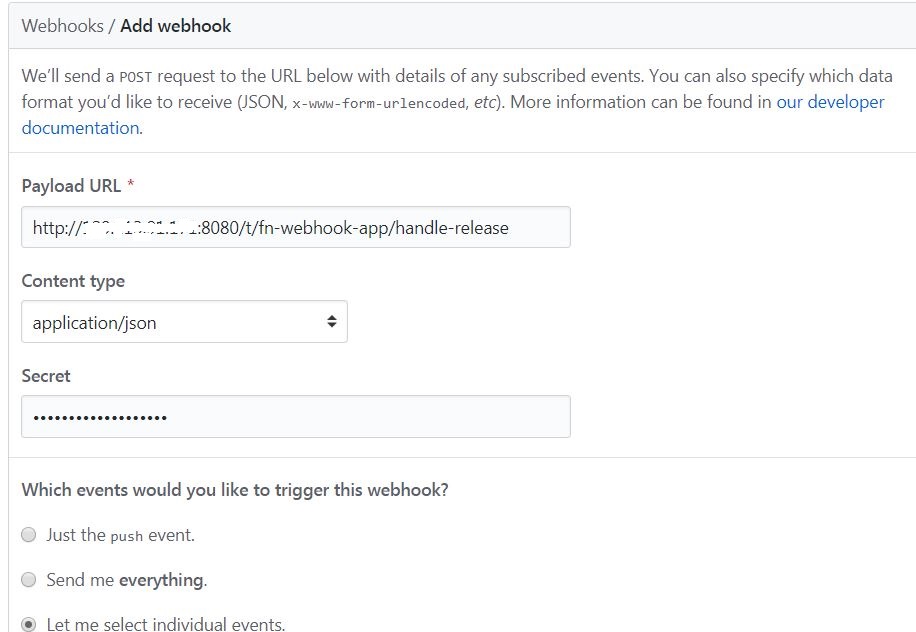 Webhooks / Add webhook
We’ll send a POST request to the URL below with details of any subscribed events. You can also specify which data
format you’d like to receive (JSON, x-www-form-urlencoded, etc). More information can be found in our developer
documentation.
Payload URL *
http:// :8080/t/fn-webhook-app/handle-release
Content type
application/json
Secret
•••••••••••••••••••
Which events would you like to trigger this webhook?
Just the push event.
Send me everything.
Let me select individual events.